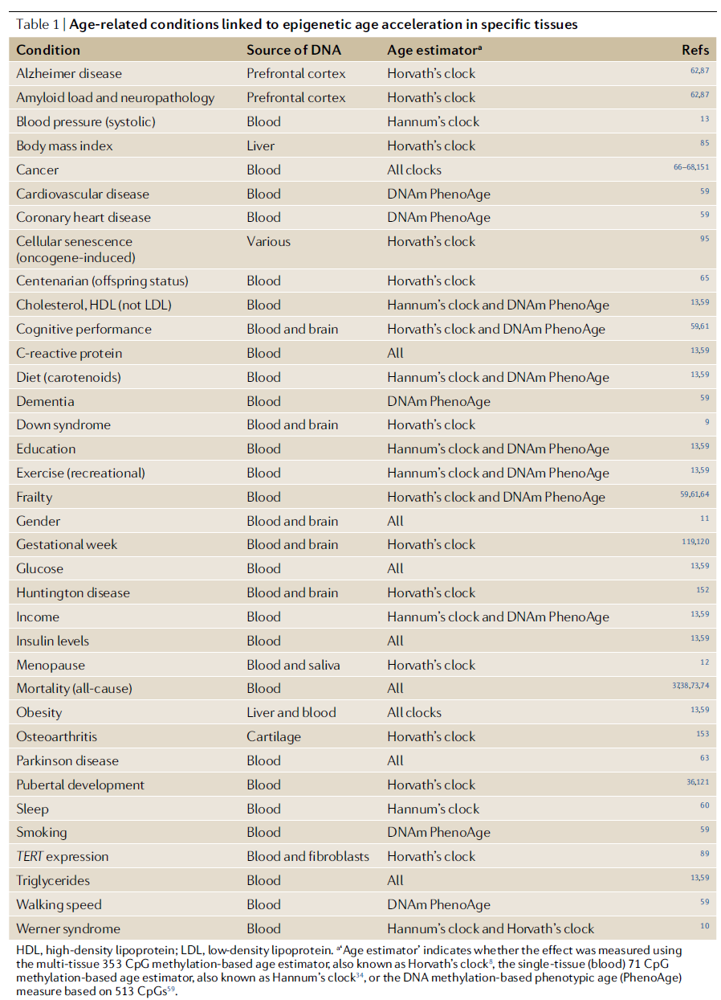 Table 1 | Age-related conditions linked to epigenetic age acceleration in specific tissues
Condition Source of DNA Age estimatorᵃ Refs
Alzheimer disease Prefrontal cortex Horvath’s clock 62,87
Amyloid load and neuropathology Prefrontal cortex Horvath’s clock 62,87
Blood pressure (systolic) Blood Hannum’s clock 13
Body mass index Liver Horvath’s clock 85
Cancer Blood All clocks 66–68,151
Cardiovascular disease Blood DNAm PhenoAge 59
Coronary heart disease Blood DNAm PhenoAge 59
Cellular senescence Various Horvath’s clock 95
(oncogene-induced)
Centenarian (offspring status) Blood Horvath’s clock 65
Cholesterol, HDL (not LDL) Blood Hannum’s clock and DNAm PhenoAge 13,59
Cognitive performance Blood and brain Horvath’s clock and DNAm PhenoAge 59,61
C-reactive protein Blood All 13,59
Diet (carotenoids) Blood Hannum’s clock and DNAm PhenoAge 13,59
Dementia Blood DNAm PhenoAge 59
Down syndrome Blood and brain Horvath’s clock 9
Education Blood Hannum’s clock and DNAm PhenoAge 13,59
Exercise (recreational) Blood Hannum’s clock and DNAm PhenoAge 13,59
Frailty Blood Horvath’s clock and DNAm PhenoAge 59,61,64
Gender Blood and brain All 11
Gestational week Blood and brain Horvath’s clock 119,120
Glucose Blood All 13,59
Huntington disease Blood and brain Horvath’s clock 152
Income Blood Hannum’s clock and DNAm PhenoAge 13,59
Insulin levels Blood All 13,59
Menopause Blood and saliva Horvath’s clock 12
Mortality (all-cause) Blood All 37,38,73,74
Obesity Liver and blood All clocks 13,59
Osteoarthritis Cartilage Horvath’s clock 153
Parkinson disease Blood All 63
Pubertal development Blood Horvath’s clock 36,121
Sleep Blood Hannum’s clock 60
Smoking Blood DNAm PhenoAge 59
TERT expression Blood and fibroblasts Horvath’s clock 89
Triglycerides Blood All 13,59
Walking speed Blood DNAm PhenoAge 59
Werner syndrome Blood Hannum’s clock and Horvath’s clock 10
HDL, high-density lipoprotein; LDL, low-density lipoprotein. ᵃ‘Age estimator’ indicates whether the effect was measured using
the multi-tissue 353 CpG methylation-based age estimator, also known as Horvath’s clock⁸, the single-tissue (blood) 71 CpG
methylation-based age estimator, also known as Hannum’s clock³⁴, or the DNA methylation-based phenotypic age (PhenoAge)
measure based on 513 CpGs⁵⁹.